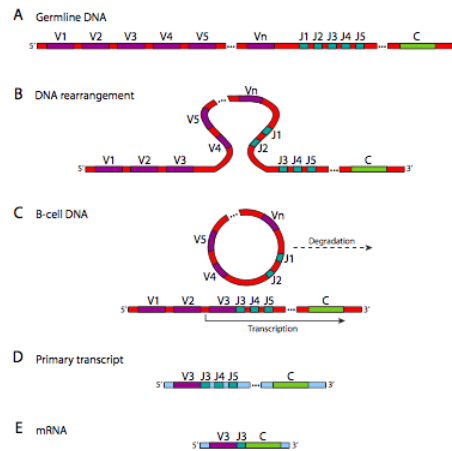 A Germline DNA
V1 V2 V3 V4 V5 Vn J1 J2 J3 J4 J5 C
5' ... ... 3'
B DNA rearrangement
Vn
V5
J1
V4 J2
V1 V2 V3 J3 J4 J5 C
5' ... 3'
C B-cell DNA
Vn
V5 Degradation
J1
V4 J2
V1 V2 V3 J3 J4 J5 C
5' ... 3'
Transcription
D Primary transcript
V3 J3 J4 J5 C
5' ... 3'
E mRNA
V3 J3 C
5' 3'